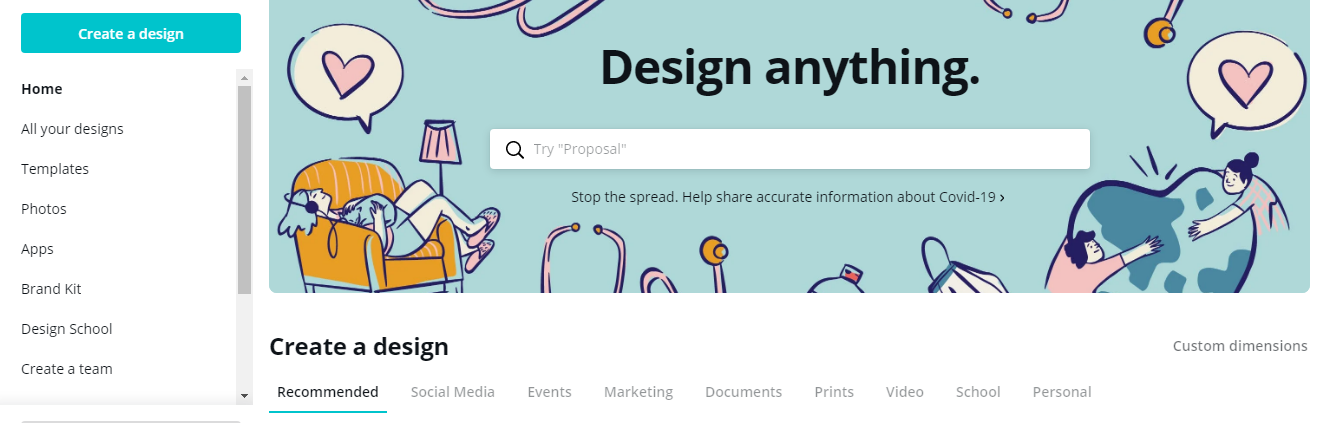 Create a design
Home
All your designs
Templates
Photos
Apps
Brand Kit
Design School
Create a team
Design anything.
Try "Proposal"
Stop the spread. Help share accurate information about Covid-19 ›
Create a design
Custom dimensions
Recommended Social Media Events Marketing Documents Prints Video School Personal